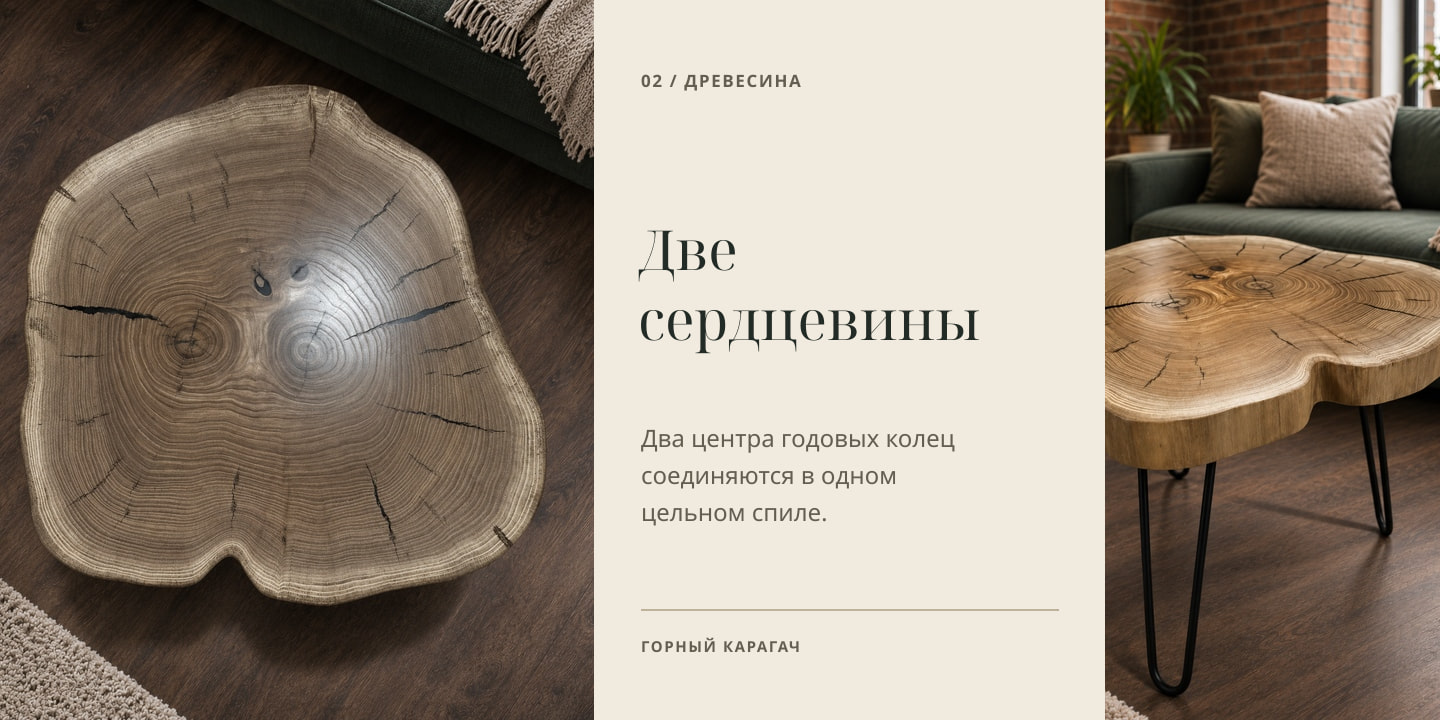 02 / ДРЕВЕСИНА
Две
сердцевины
Два центра годовых колец
соединяются в одном
цельном спиле.
ГОРНЫЙ КАРАГАЧ